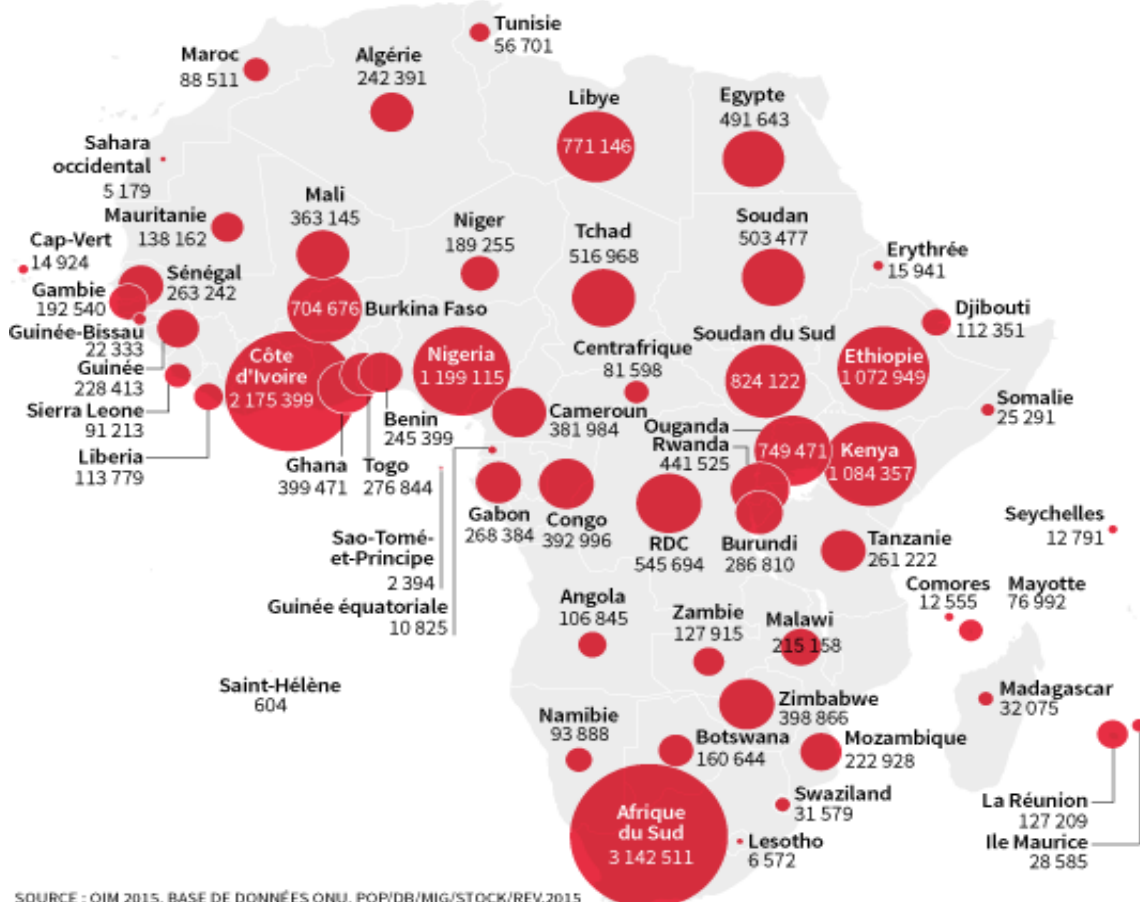 Tunisie
56 701
Maroc
88 511
Algérie
242 391
Libye
771 146
Egypte
491 643
Sahara
occidental
5 179
Mauritanie
138 162
Mali
363 145
Niger
189 255
Tchad
516 968
Soudan
503 477
Erythrée
15 941
Cap-Vert
14 924
Sénégal
263 242
Gambie
192 540
Guinée-Bissau
22 333
Guinée
228 413
Sierra Leone
91 213
Liberia
113 779
704 676 Burkina Faso
Côte
d'Ivoire
2 175 399
Nigeria
1 199 115
Centrafrique
81 598
Soudan du Sud
824 122
Ethiopie
1 072 949
Djibouti
112 351
Somalie
25 291
Benin
245 399
Ghana
399 471
Togo
276 844
Cameroun
381 984
Ouganda
749 471
Rwanda
441 525
Kenya
1 084 357
Gabon
268 384
Congo
392 996
RDC
545 694
Burundi
286 810
Tanzanie
261 222
Seychelles
12 791
Sao-Tomé-
et-Principe
2 394
Guinée équatoriale
10 825
Comores
12 555
Mayotte
76 992
Angola
106 845
Zambie
127 915
Malawi
215 158
Saint-Hélène
604
Zimbabwe
398 866
Madagascar
32 075
Namibie
93 888
Botswana
160 644
Mozambique
222 928
Swaziland
31 579
La Réunion
127 209
Ile Maurice
28 585
Afrique
du Sud
3 142 511
Lesotho
6 572
SOURCE : OIM 2015, BASE DE DONNÉES ONU, POP/DB/MIG/STOCK/REV.2015